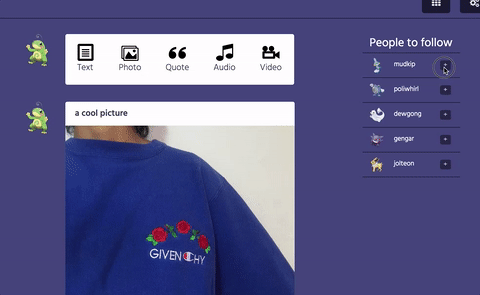 Text
Photo
Quote
Audio
Video
a cool picture
GIVENCHY
People to follow
mudkip
poliwhirl
dewgong
gengar
jolteon